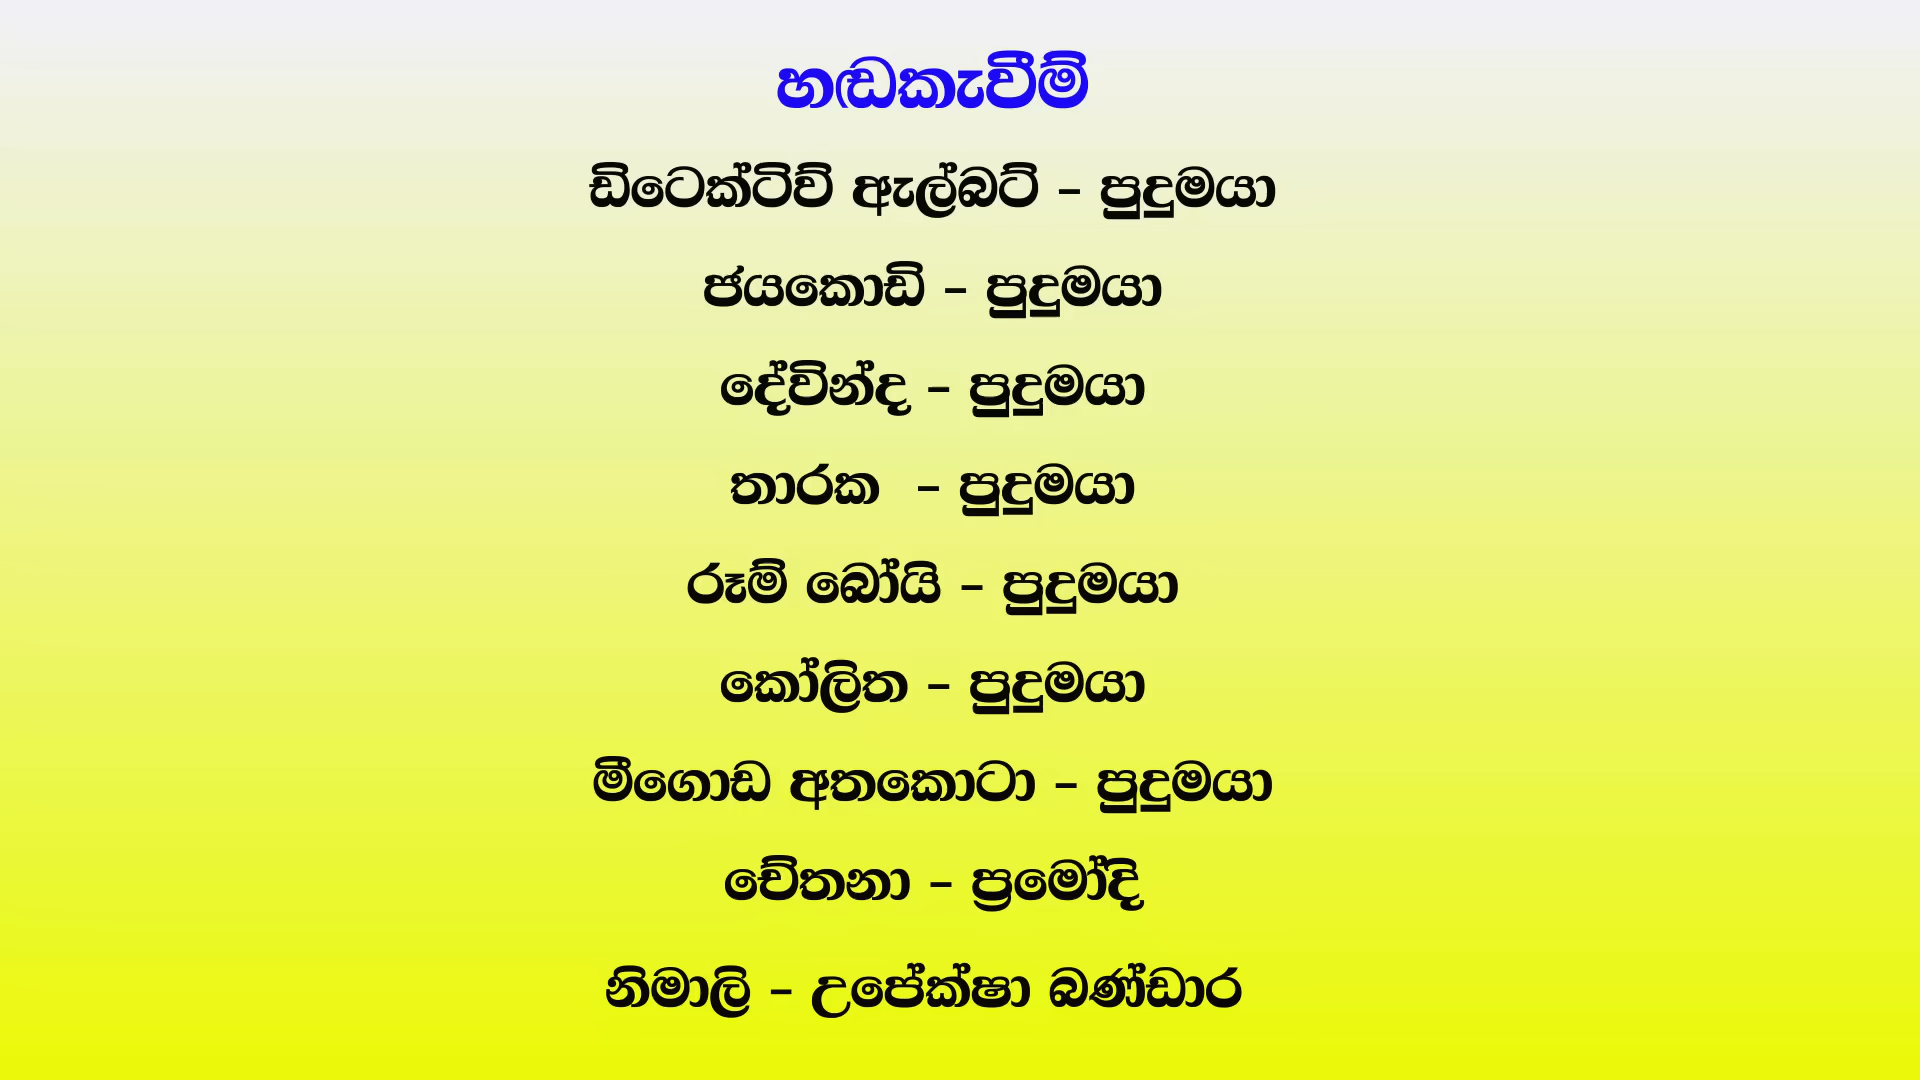 හඬකැවීම්
ඩිටෙක්ටිව් ඇල්බට් – පුදුමයා
ජයකොඩි – පුදුමයා
දේවින්ද – පුදුමයා
තාරක  – පුදුමයා
රූම් බෝයි – පුදුමයා
කෝලිත – පුදුමයා
මීගොඩ අතකොටා – පුදුමයා
චේතනා – ප්‍රමෝදි
නිමාලි – උපේක්ෂා බණ්ඩාර